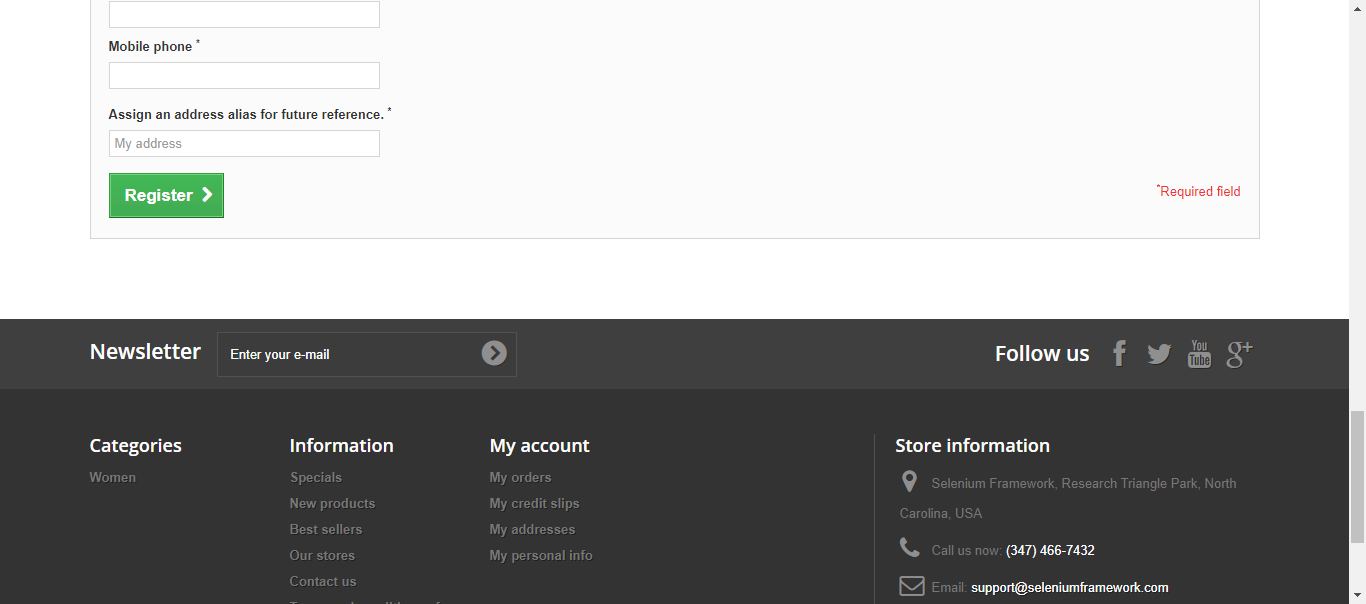 Mobile phone *
Assign an address alias for future reference. *
My address
Register
*Required field
Newsletter
Enter your e-mail
Follow us
You
Tube
g+
Categories
Women
Information
Specials
New products
Best sellers
Our stores
Contact us
My account
My orders
My credit slips
My addresses
My personal info
Store information
Selenium Framework, Research Triangle Park, North
Carolina, USA
Call us now: (347) 466-7432
Email: support@seleniumframework.com